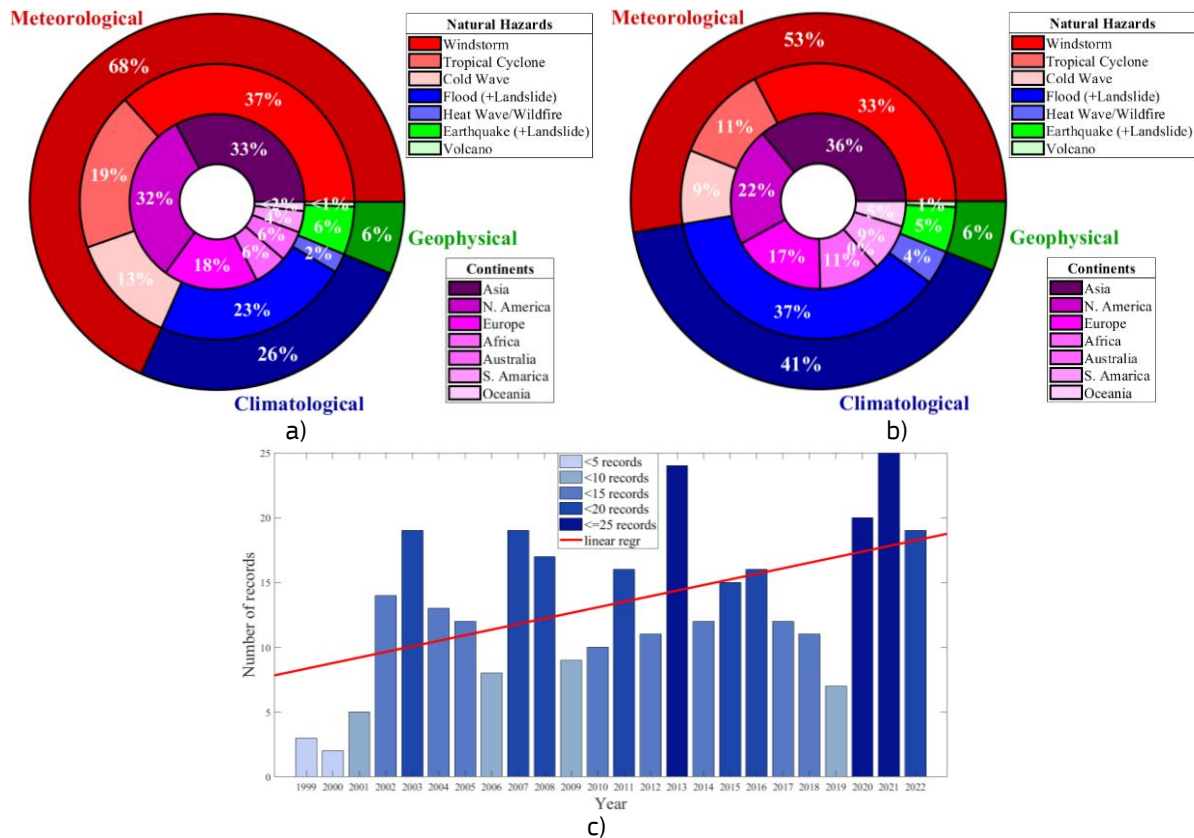 Meteorological
68%
37%
33%
19%
32%
13%
18%
23%
26%
6%
6%
4%
<2%
<1%
6%
2%
6%
Geophysical
Climatological
Natural Hazards
Windstorm
Tropical Cyclone
Cold Wave
Flood (+Landslide)
Heat Wave/Wildfire
Earthquake (+Landslide)
Volcano
Continents
Asia
N. America
Europe
Africa
Australia
S. Amarica
Oceania
a)
Meteorological
53%
33%
36%
11%
22%
9%
17%
11%
0%
9%
5%
1%
5%
4%
6%
37%
41%
Geophysical
Climatological
Natural Hazards
Windstorm
Tropical Cyclone
Cold Wave
Flood (+Landslide)
Heat Wave/Wildfire
Earthquake (+Landslide)
Volcano
Continents
Asia
N. America
Europe
Africa
Australia
S. Amarica
Oceania
b)
<5 records
<10 records
<15 records
<20 records
<=25 records
linear regr
Number of records
25
20
15
10
5
0
1999 2000 2001 2002 2003 2004 2005 2006 2007 2008 2009 2010 2011 2012 2013 2014 2015 2016 2017 2018 2019 2020 2021 2022
Year
c)